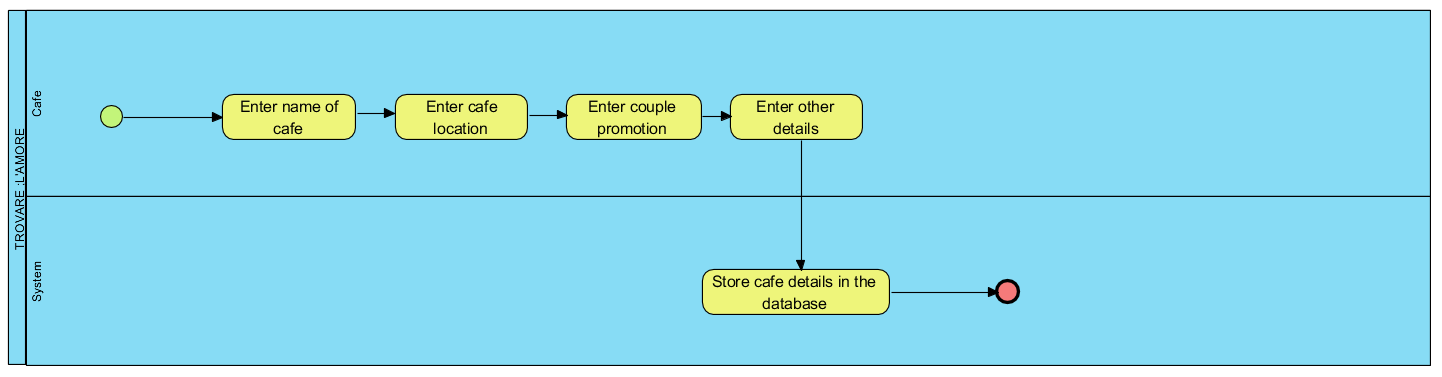 TROVARE :L'AMORE
Cafe
Enter name of
cafe
Enter cafe
location
Enter couple
promotion
Enter other
details
System
Store cafe details in the
database